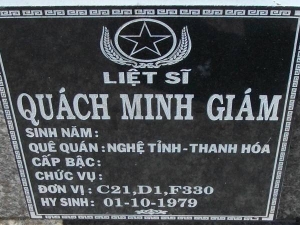 LIỆT SĨ
QUÁCH MINH GIÁM
SINH NĂM :
QUÊ QUÁN : NGHỆ TỈNH - THANH HÓA
CẤP BẬC :
CHỨC VỤ :
ĐƠN VỊ : C21,D1,F330
HY SINH : 01-10-1979